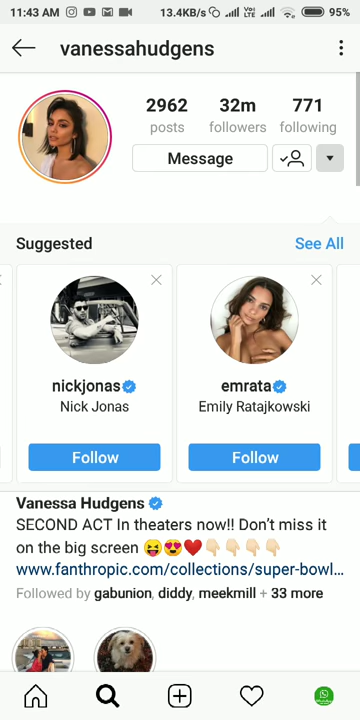 11:43 AM 13.4KB/s 95%
vanessahudgens
2962 32m 771
posts followers following
Message
Suggested See All
nickjonas emrata
Nick Jonas Emily Ratajkowski
Follow Follow
Vanessa Hudgens
SECOND ACT In theaters now!! Don’t miss it
on the big screen 😝😍❤️👇🏻👇🏻👇🏻👇🏻
www.fanthropic.com/collections/super-bowl...
Followed by gabunion, diddy, meekmill + 33 more